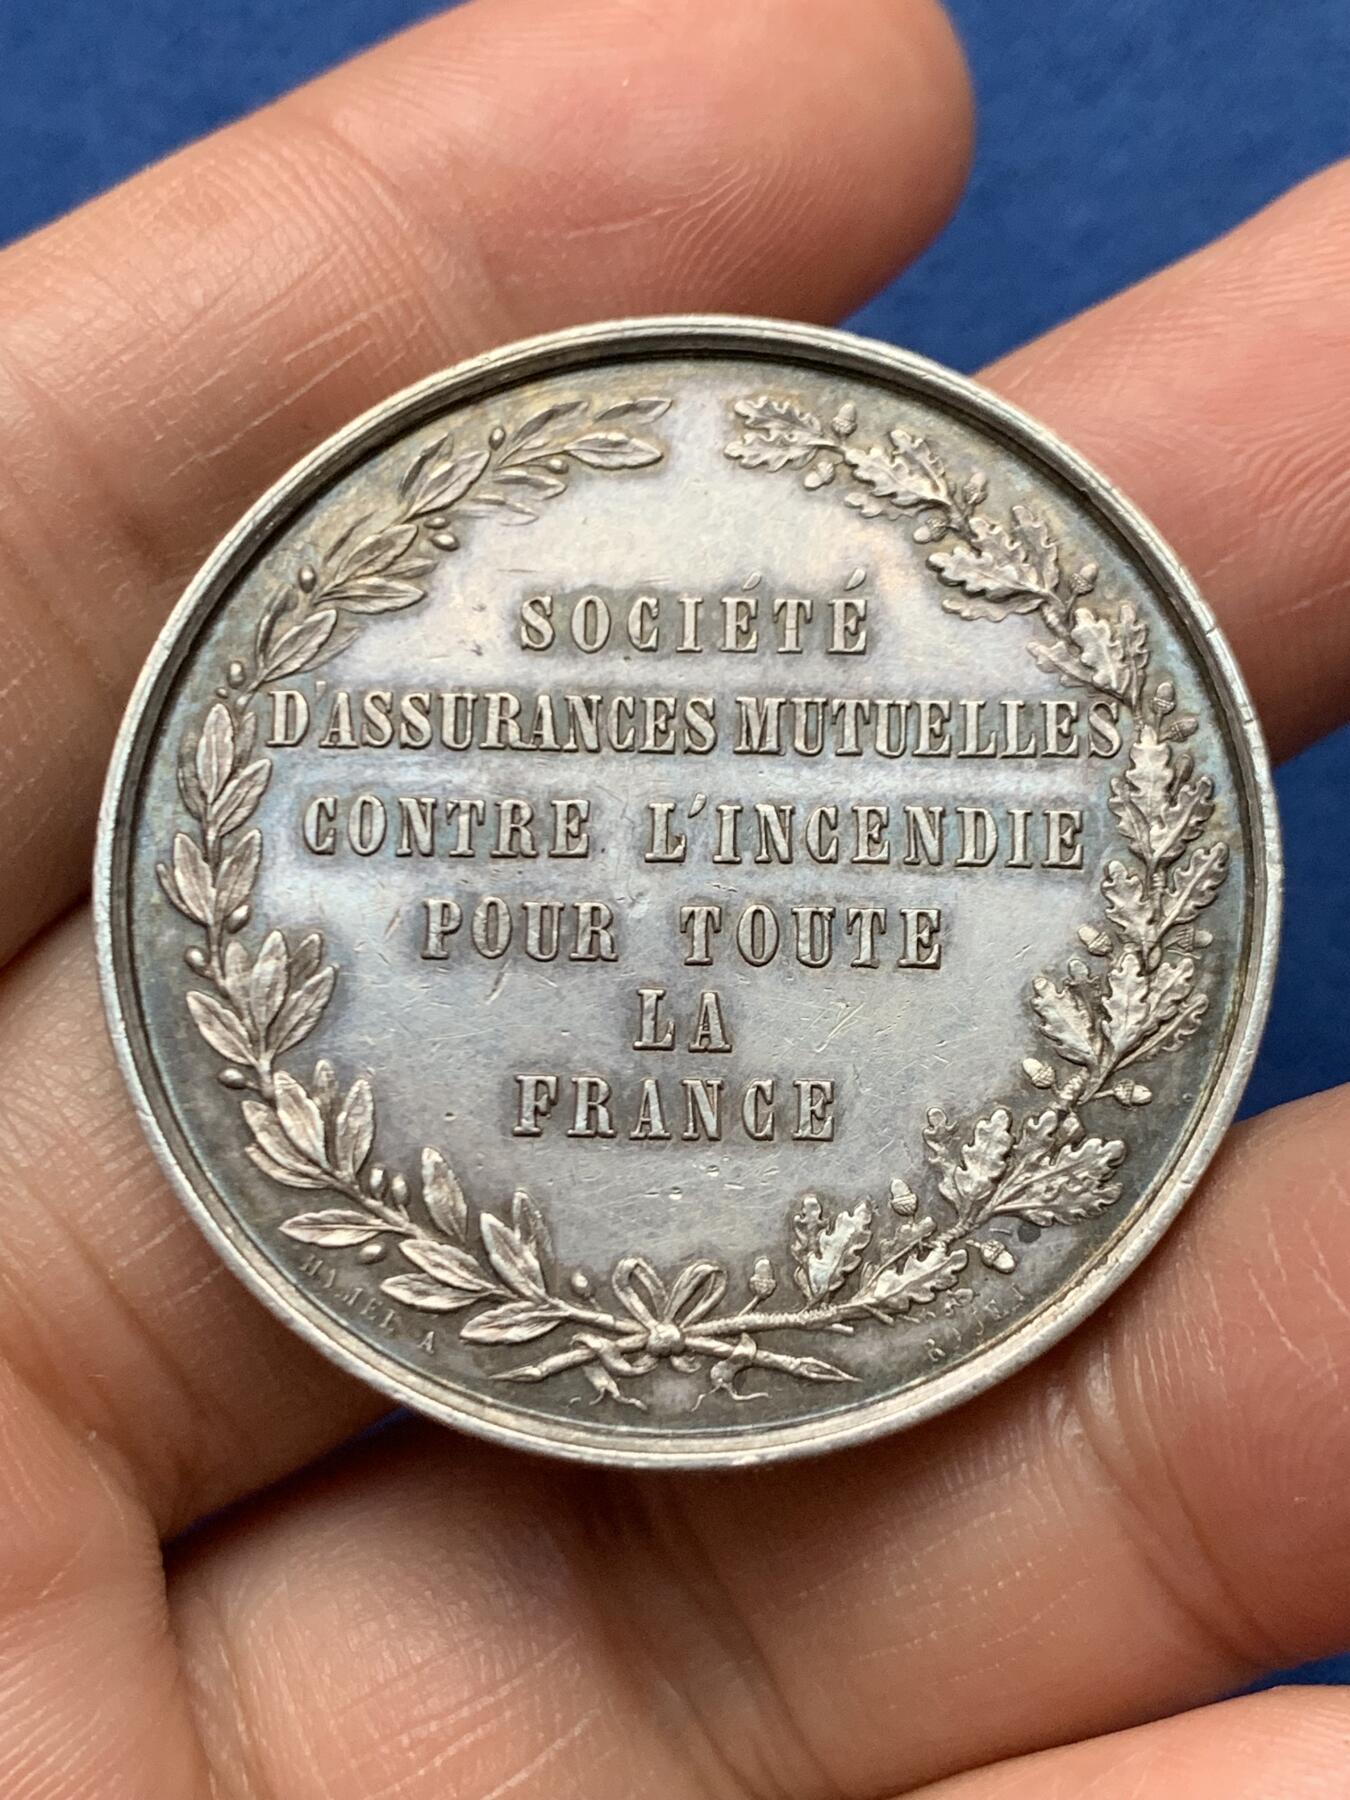 SOCIÉTÉ
D'ASSURANCES MUTUELLES
CONTRE L'INCENDIE
POUR TOUTE
LA
FRANCE